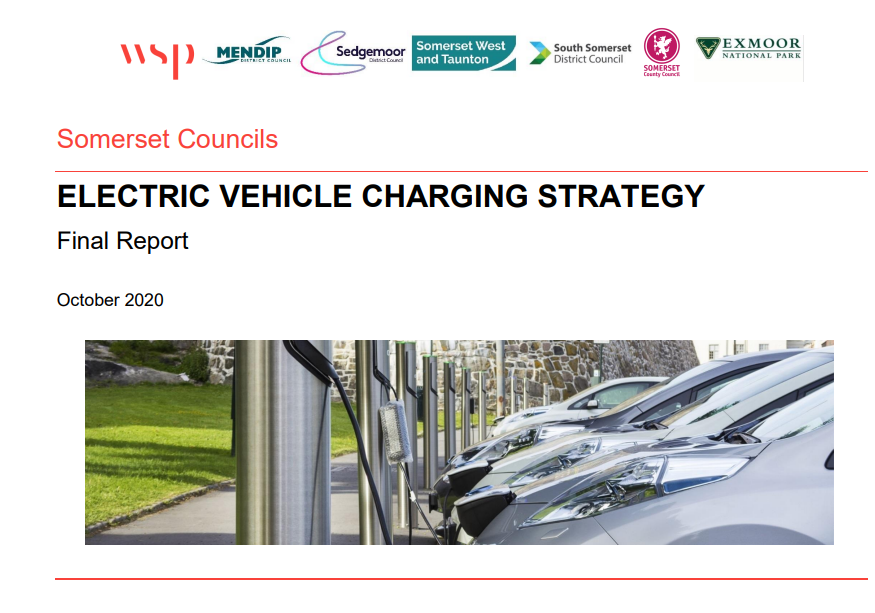 wsp
MENDIP
DISTRICT COUNCIL
Sedgemoor
District Council
Somerset West
and Taunton
South Somerset
District Council
SOMERSET
County Council
EXMOOR
NATIONAL PARK
Somerset Councils
ELECTRIC VEHICLE CHARGING STRATEGY
Final Report
October 2020